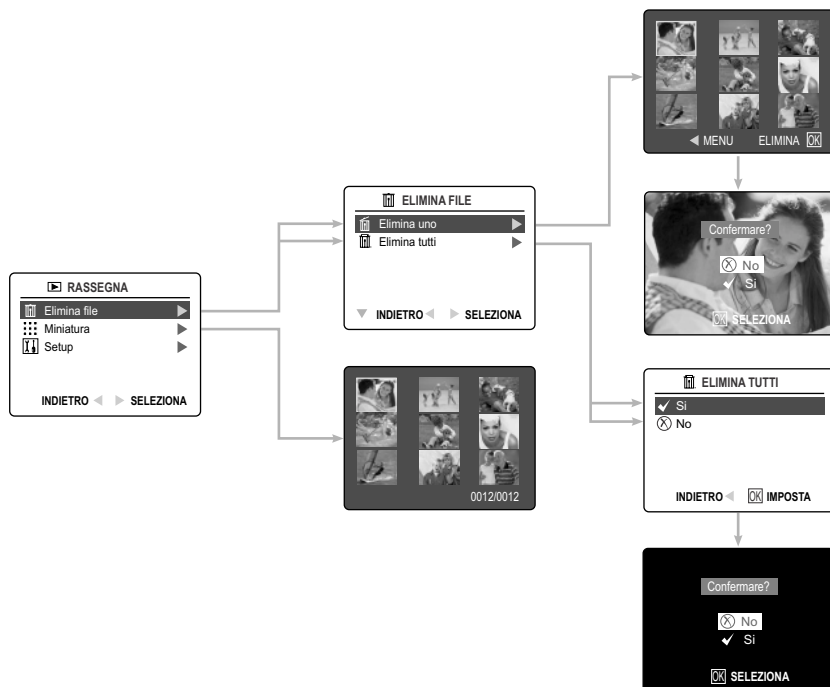 RASSEGNA
Elimina file
Miniatura
Setup
INDIETRO SELEZIONA
ELIMINA FILE
Elimina uno
Elimina tutti
INDIETRO SELEZIONA
0012/0012
MENU ELIMINA OK
Confermare?
No
Si
OK SELEZIONA
ELIMINA TUTTI
Si
No
INDIETRO OK IMPOSTA
Confermare?
No
Si
OK SELEZIONA